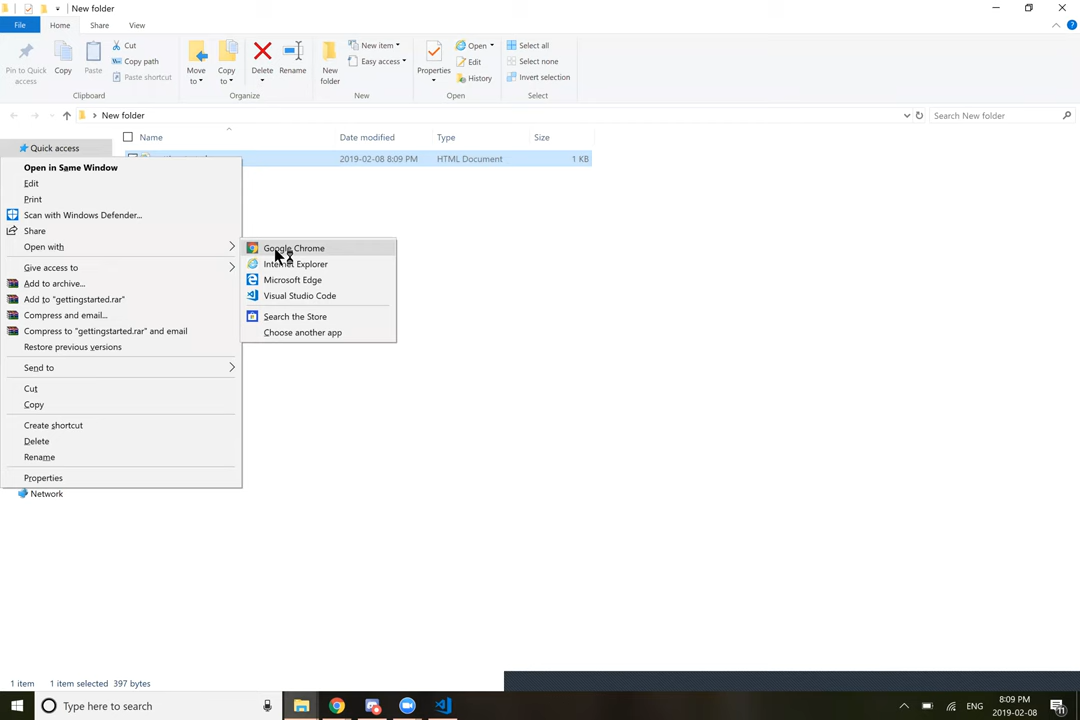 New folder
File Home Share View
Pin to Quick access
Copy
Paste
Cut
Copy path
Paste shortcut
Move to
Copy to
Delete
Rename
New folder
New item
Easy access
Properties
Open
Edit
History
Select all
Select none
Invert selection
Clipboard Organize New Open Select
New folder
Search New folder
Name Date modified Type Size
Quick access
2019-02-08 8:09 PM HTML Document 1 KB
Open in Same Window
Edit
Print
Scan with Windows Defender...
Share
Open with
Give access to
Add to archive...
Add to "gettingstarted.rar"
Compress and email...
Compress to "gettingstarted.rar" and email
Restore previous versions
Send to
Cut
Copy
Create shortcut
Delete
Rename
Properties
Google Chrome
Internet Explorer
Microsoft Edge
Visual Studio Code
Search the Store
Choose another app
Network
1 item 1 item selected 397 bytes
Type here to search
ENG
8:09 PM
2019-02-08
11